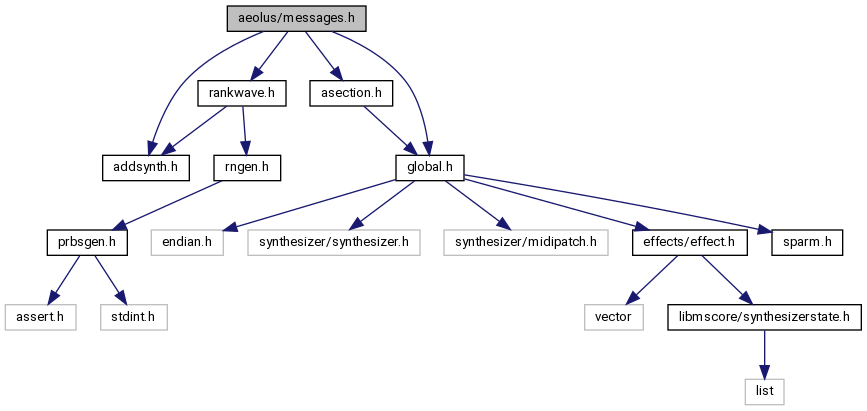 aeolus/messages.h
rankwave.h
asection.h
addsynth.h
rngen.h
global.h
prbsgen.h
endian.h
synthesizer/synthesizer.h
synthesizer/midipatch.h
effects/effect.h
sparm.h
assert.h
stdint.h
vector
libmscore/synthesizerstate.h
list